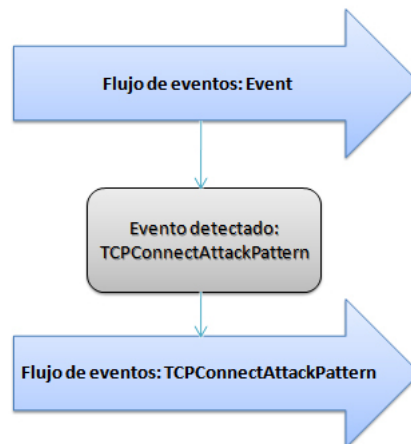 Flujo de eventos: Event
Evento detectado:
TCPConnectAttackPattern
Flujo de eventos: TCPConnectAttackPattern